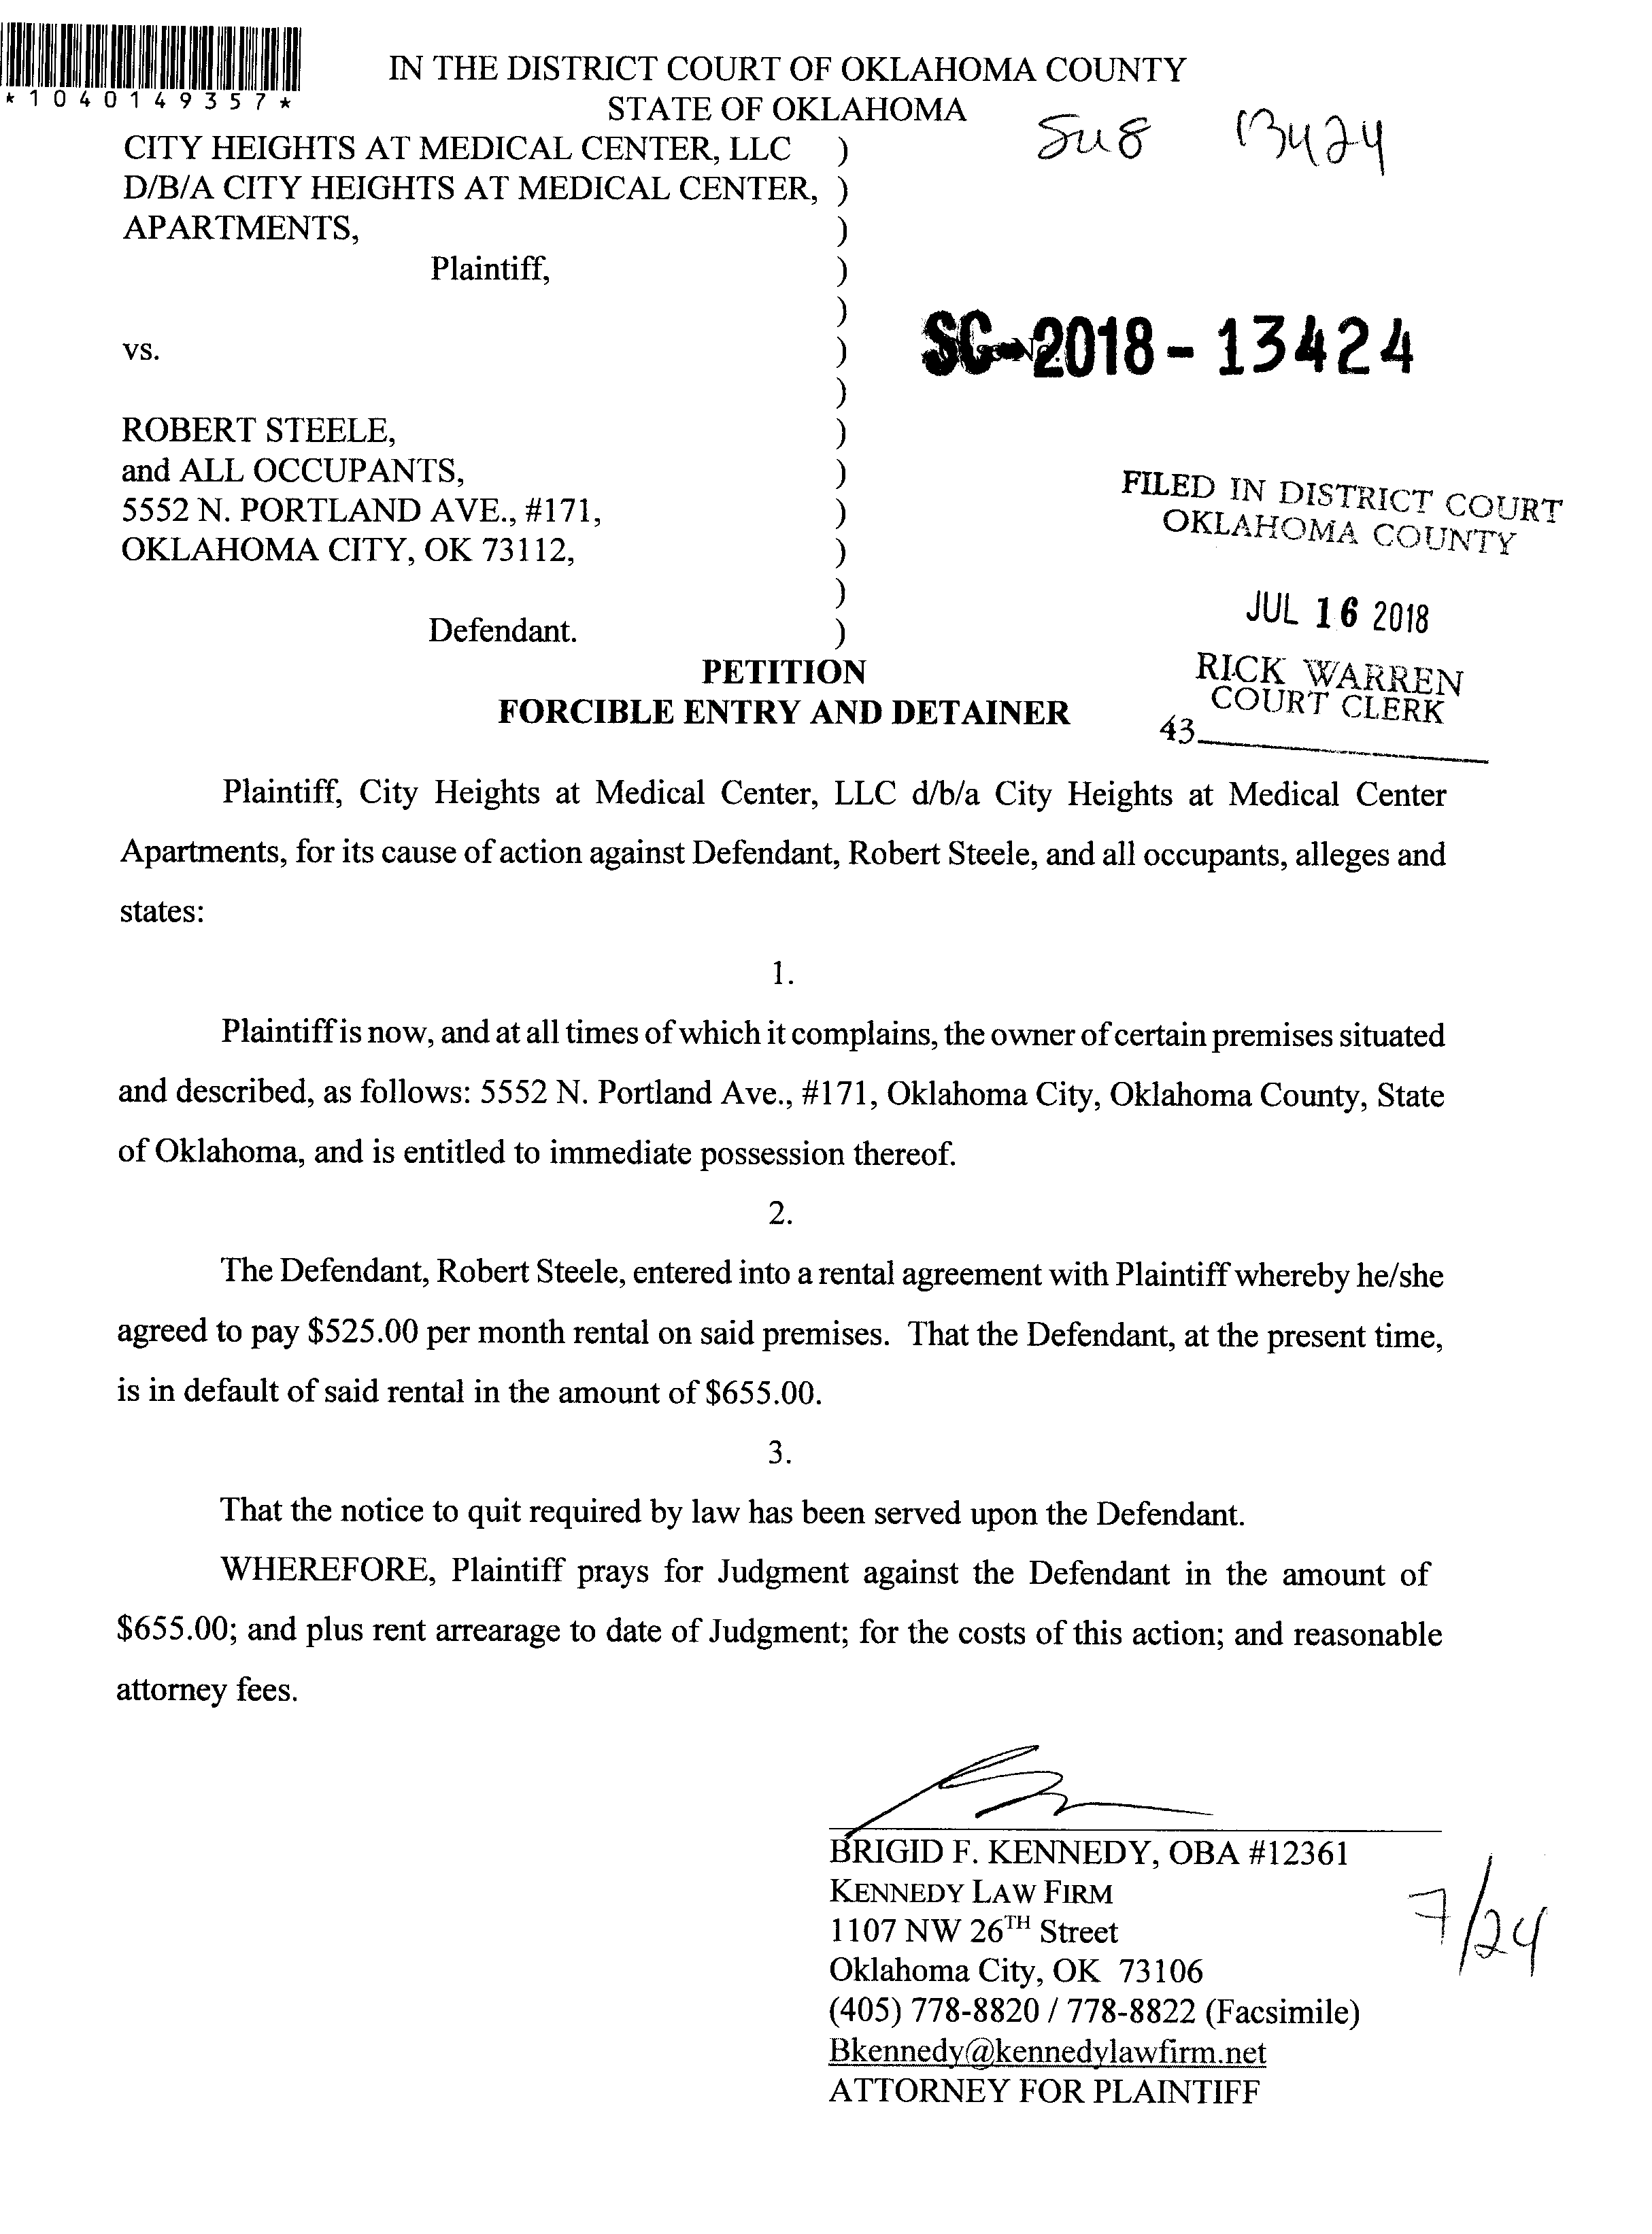 *1040149357*
IN THE DISTRICT COURT OF OKLAHOMA COUNTY
STATE OF OKLAHOMA
13424
CITY HEIGHTS AT MEDICAL CENTER, LLC )
D/B/A CITY HEIGHTS AT MEDICAL CENTER, )
APARTMENTS, )
Plaintiff, )
)
vs. )
SC-2018-13424
)
ROBERT STEELE, )
and ALL OCCUPANTS, )
5552 N. PORTLAND AVE., #171, )
OKLAHOMA CITY, OK 73112, )
)
Defendant. )
FILED IN DISTRICT COURT
OKLAHOMA COUNTY
JUL 16 2018
RICK WARREN
COURT CLERK
43
PETITION
FORCIBLE ENTRY AND DETAINER
Plaintiff, City Heights at Medical Center, LLC d/b/a City Heights at Medical Center
Apartments, for its cause of action against Defendant, Robert Steele, and all occupants, alleges and
states:
1.
Plaintiff is now, and at all times of which it complains, the owner of certain premises situated
and described, as follows: 5552 N. Portland Ave., #171, Oklahoma City, Oklahoma County, State
of Oklahoma, and is entitled to immediate possession thereof.
2.
The Defendant, Robert Steele, entered into a rental agreement with Plaintiff whereby he/she
agreed to pay $525.00 per month rental on said premises. That the Defendant, at the present time,
is in default of said rental in the amount of $655.00.
3.
That the notice to quit required by law has been served upon the Defendant.
WHEREFORE, Plaintiff prays for Judgment against the Defendant in the amount of
$655.00; and plus rent arrearage to date of Judgment; for the costs of this action; and reasonable
attorney fees.
BRIGID F. KENNEDY, OBA #12361
KENNEDY LAW FIRM
1107 NW 26TH Street
Oklahoma City, OK 73106
(405) 778-8820 / 778-8822 (Facsimile)
Bkennedy@kennedylawfirm.net
ATTORNEY FOR PLAINTIFF
7/24